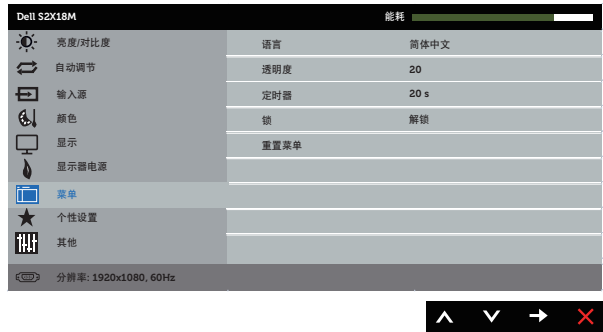 Dell S2X18M 能耗
亮度/对比度
自动调节
输入源
颜色
显示
显示器电源
菜单
个性设置
其他
语言 简体中文
透明度 20
定时器 20 s
锁 解锁
重置菜单
分辨率: 1920x1080, 60Hz